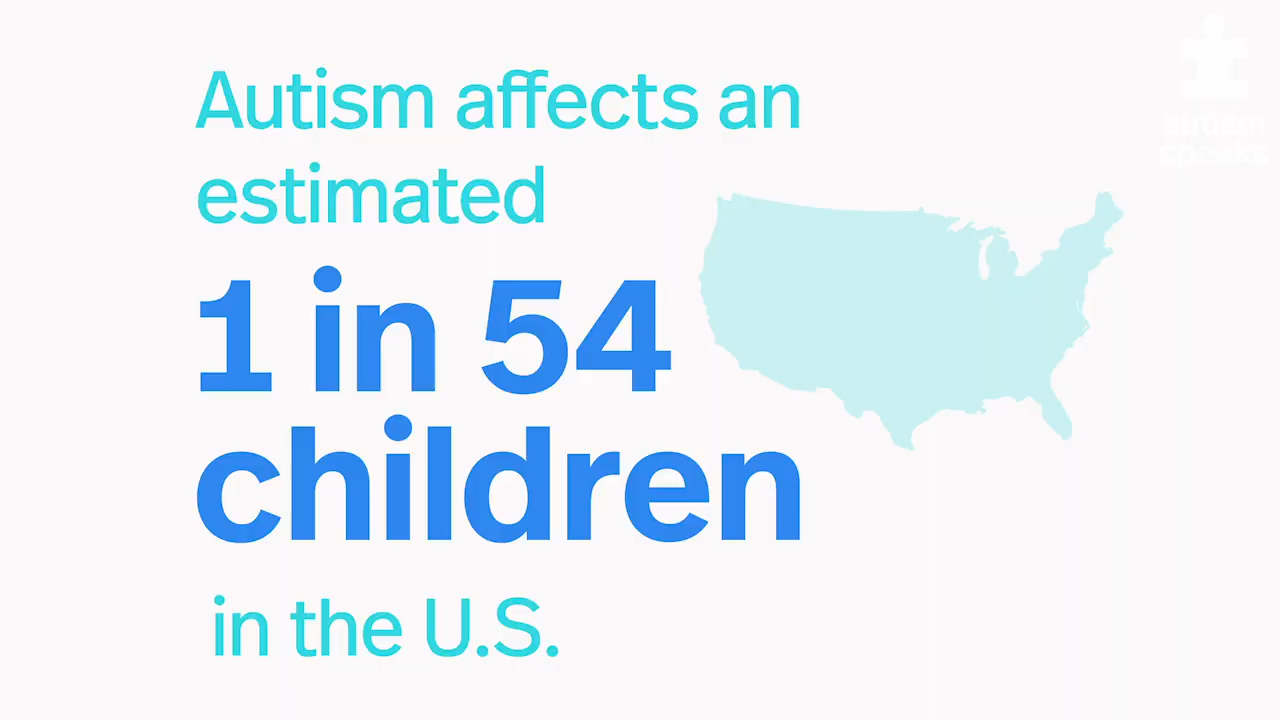 Autism affects an
estimated
1 in 54
children
in the U.S.
autism
speaks